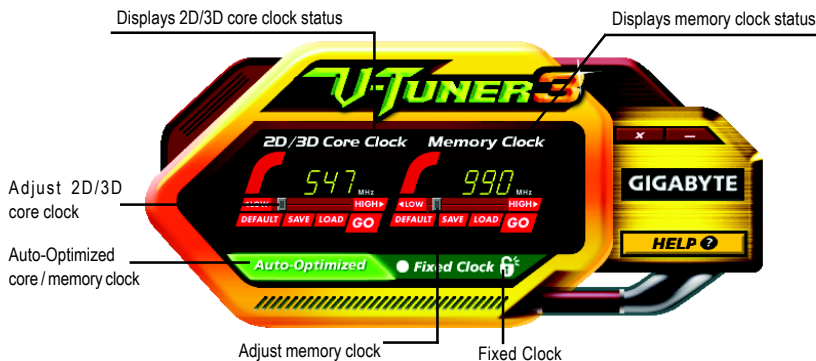 Displays 2D/3D core clock status
Displays memory clock status
V-TUNER3
2D/3D Core Clock
Memory Clock
547 MHz
990 MHz
◄LOW HIGH►
◄LOW HIGH►
DEFAULT SAVE LOAD GO
DEFAULT SAVE LOAD GO
Auto-Optimized
Fixed Clock
x –
GIGABYTE
HELP ?
Adjust 2D/3D
core clock
Auto-Optimized
core / memory clock
Adjust memory clock
Fixed Clock